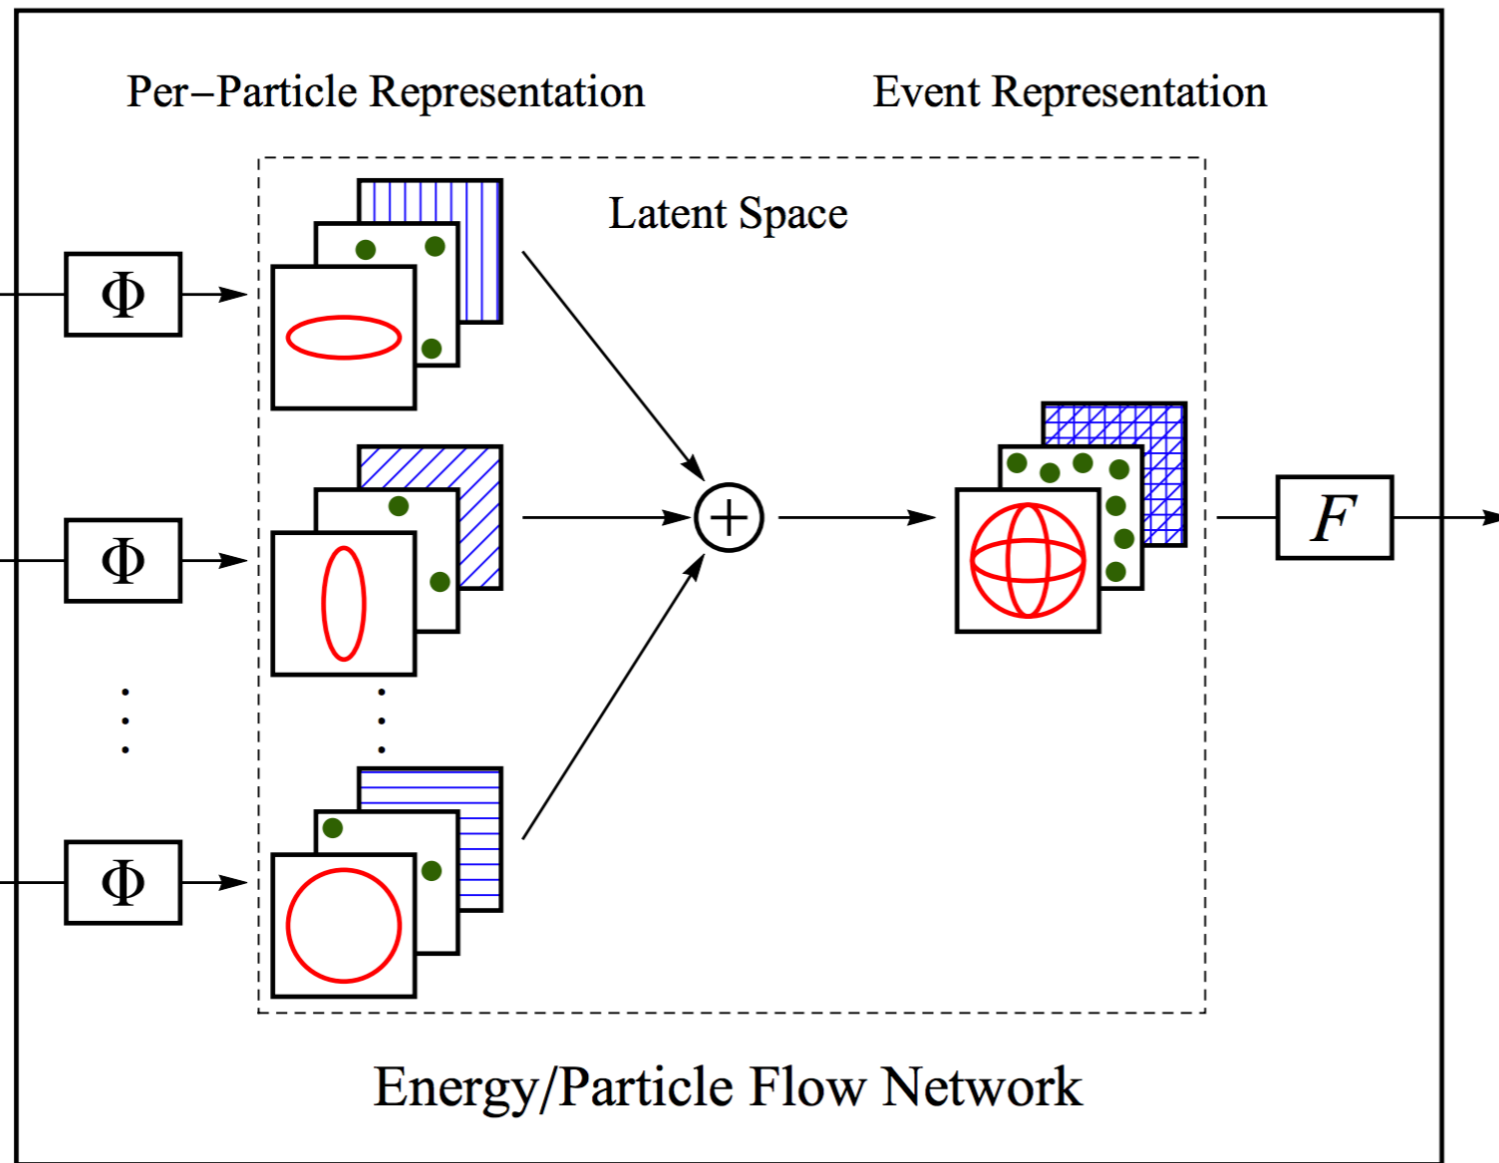 Per−Particle Representation
Event Representation
Latent Space
Φ
Φ
+
F
Φ
Energy/Particle Flow Network